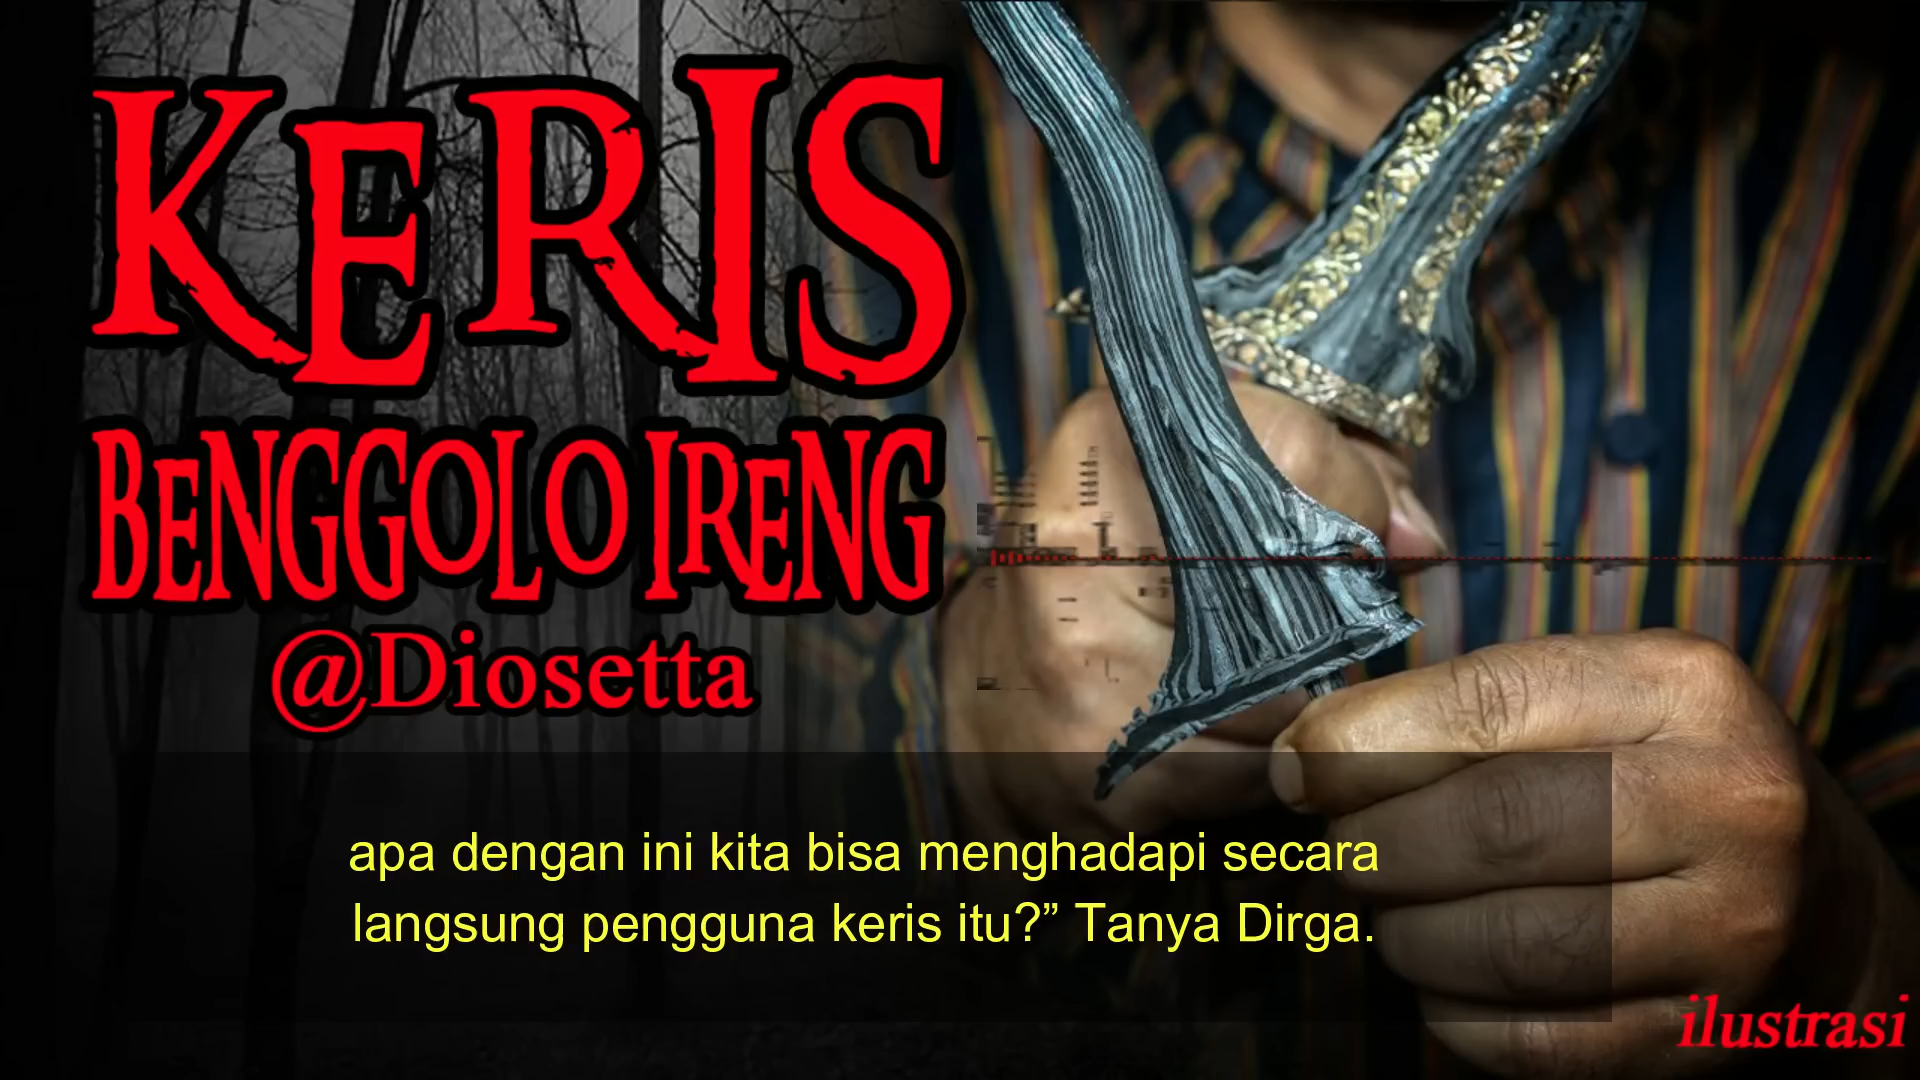 KERIS
BENGGOLO IRENG
@Diosetta
apa dengan ini kita bisa menghadapi secara
langsung pengguna keris itu?” Tanya Dirga.
ilustrasi